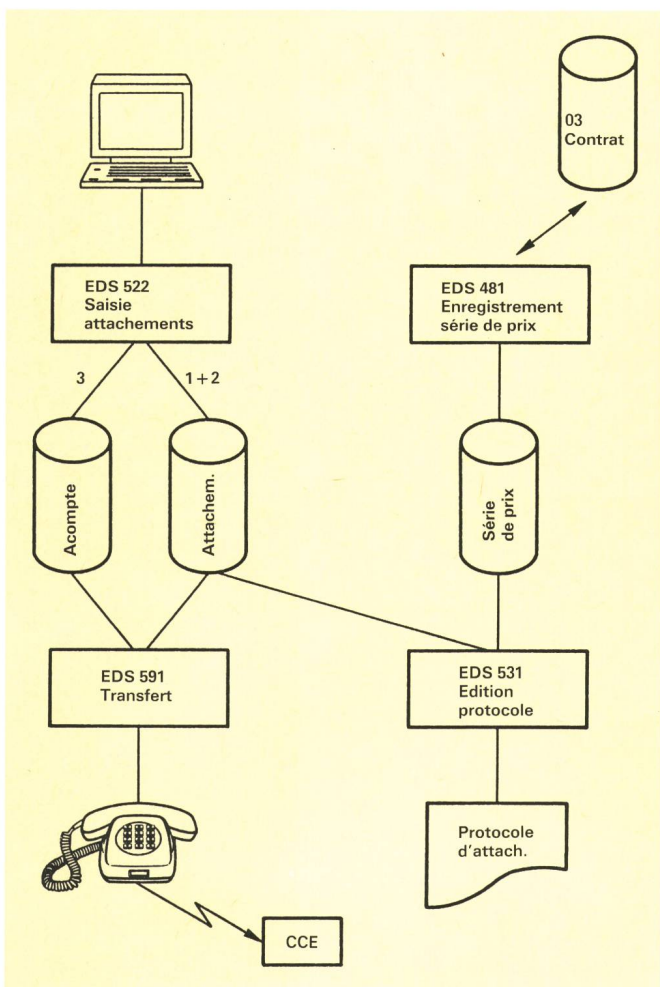 03
Contrat
EDS 522
Saisie
attachements
EDS 481
Enregistrement
série de prix
3
1+2
Acompte
Attachem.
Série
de prix
EDS 591
Transfert
EDS 531
Edition
protocole
Protocole
d'attach.
CCE